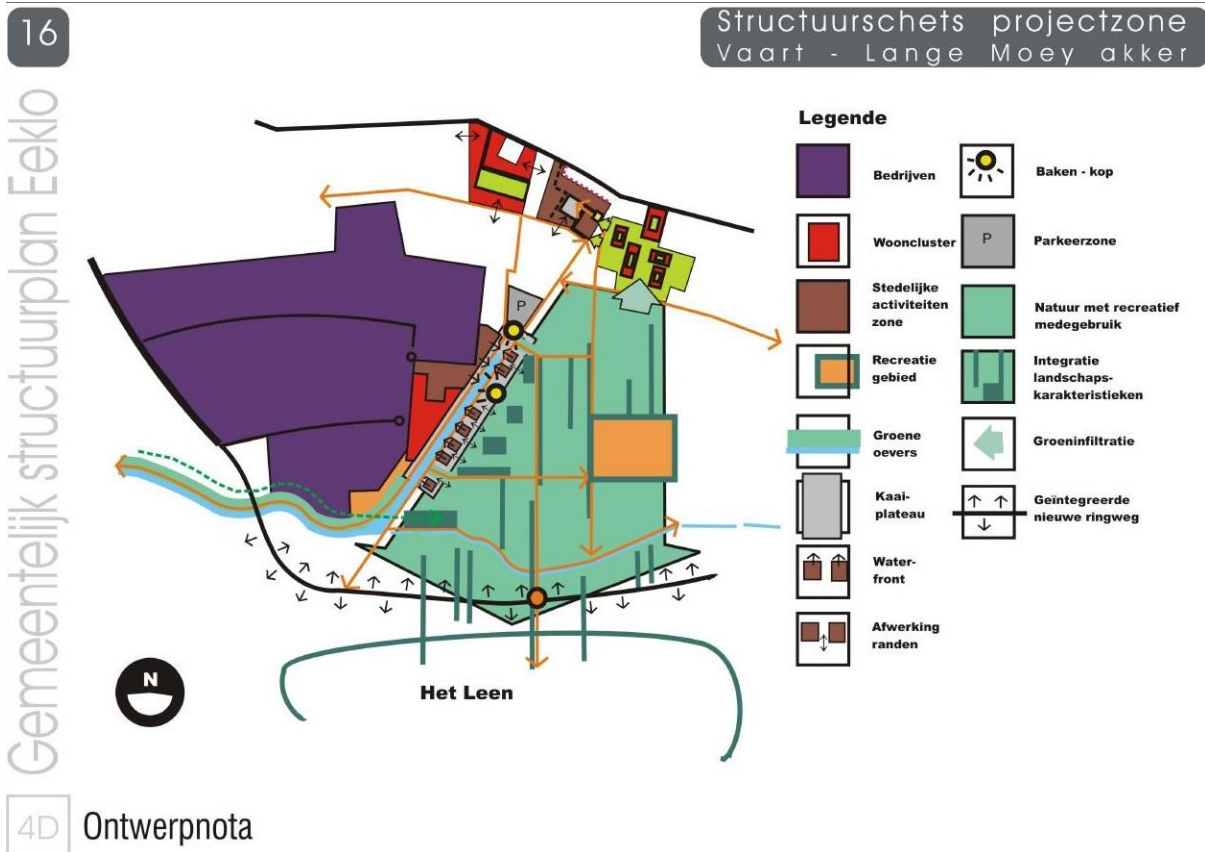 16
Structuurschets projectzone
Vaart - Lange Moey akker
Gemeentelijk structuurplan Eeklo
Legende
Bedrijven
Baken - kop
Wooncluster
P
Parkeerzone
Stedelijke
activiteiten
zone
Natuur met recreatief
medegebruik
Recreatie
gebied
Integratie
landschaps-
karakteristieken
Groene
oevers
Groeninfiltratie
Kaai-
plateau
Geïntegreerde
nieuwe ringweg
Water-
front
Afwerking
randen
P
N
Het Leen
4D
Ontwerpnota